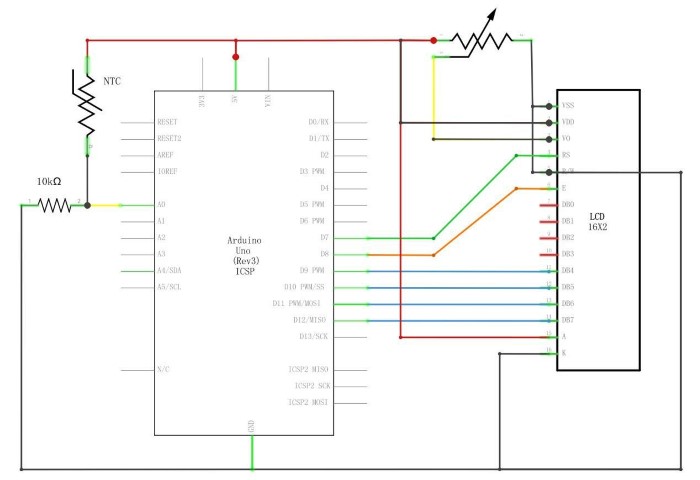 NTC
10kΩ
3V3
5V
VIN
RESET
RESET2
AREF
IOREF
A0
A1
A2
A3
A4/SDA
A5/SCL
N/C
Arduino
Uno
(Rev3)
ICSP
D0/RX
D1/TX
D2
D3 PWM
D4
D5 PWM
D6 PWM
D7
D8
D9 PWM
D10 PWM/SS
D11 PWM/MOSI
D12/MISO
D13/SCK
ICSP2 MISO
ICSP2 SCK
ICSP2 MOSI
GND
VSS
VDD
VO
RS
R/W
E
DB0
DB1
DB2
DB3
DB4
DB5
DB6
DB7
A
K
LCD
16X2